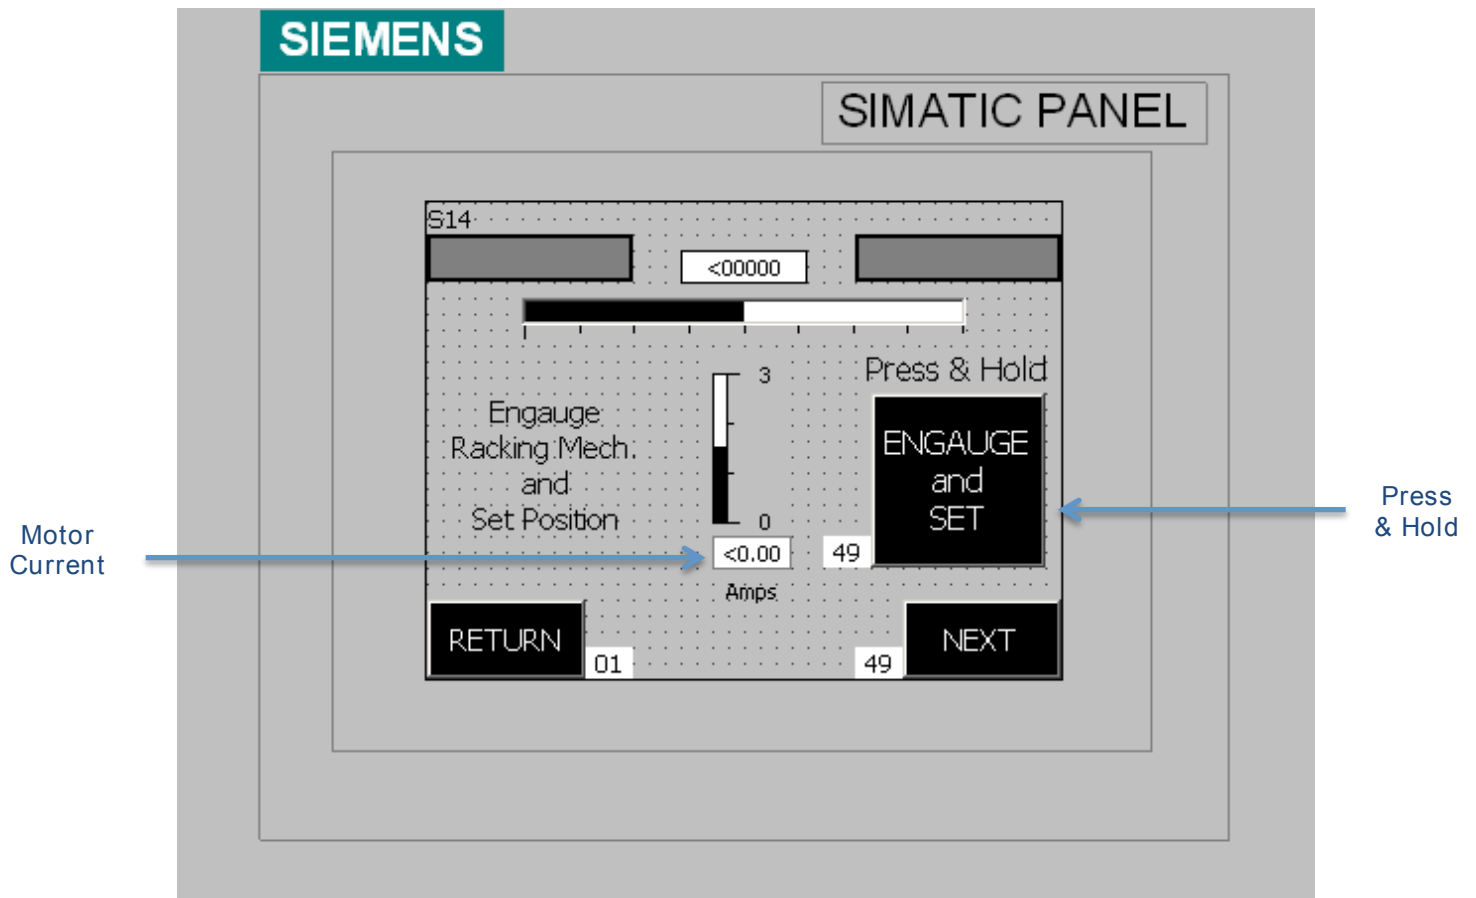 SIEMENS
SIMATIC PANEL
S14
<00000
Press & Hold
3
Engauge
Racking Mech.
and
Set Position
ENGAUGE
and
SET
0
<0.00
49
Amps
RETURN
01
49
NEXT
Motor
Current
Press
& Hold